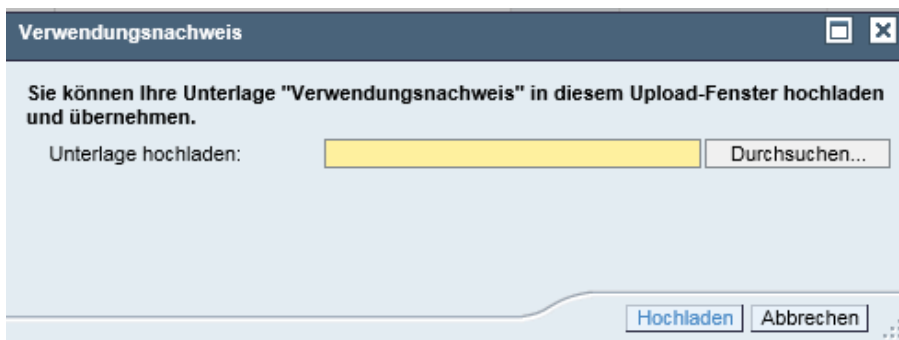 Verwendungsnachweis
Sie können Ihre Unterlage "Verwendungsnachweis" in diesem Upload-Fenster hochladen
und übernehmen.
Unterlage hochladen: Durchsuchen...
Hochladen Abbrechen